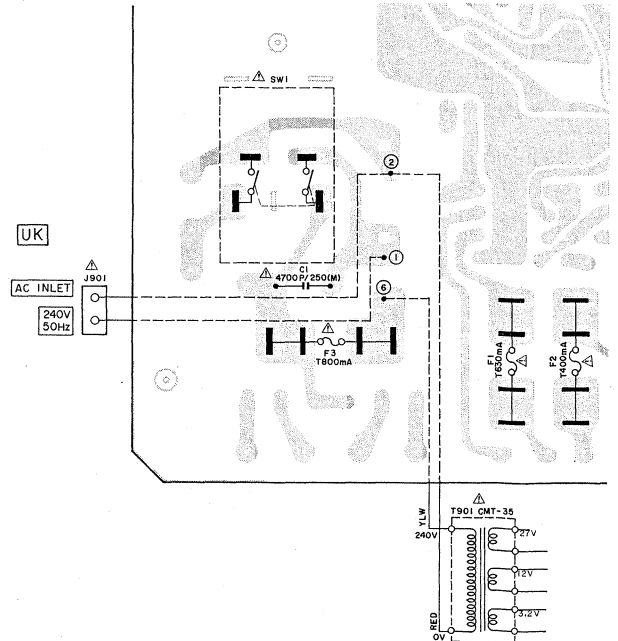 ⚠ SW1
2
UK
⚠
J901
AC INLET
1
⚠ C1
4700P/250(M)
6
240V
50Hz
⚠
F3
T800mA
F1
T630mA ⚠
F2
T400mA ⚠
⚠
T901 CMT-35
YLW
240V
27V
12V
3.2V
RED
0V